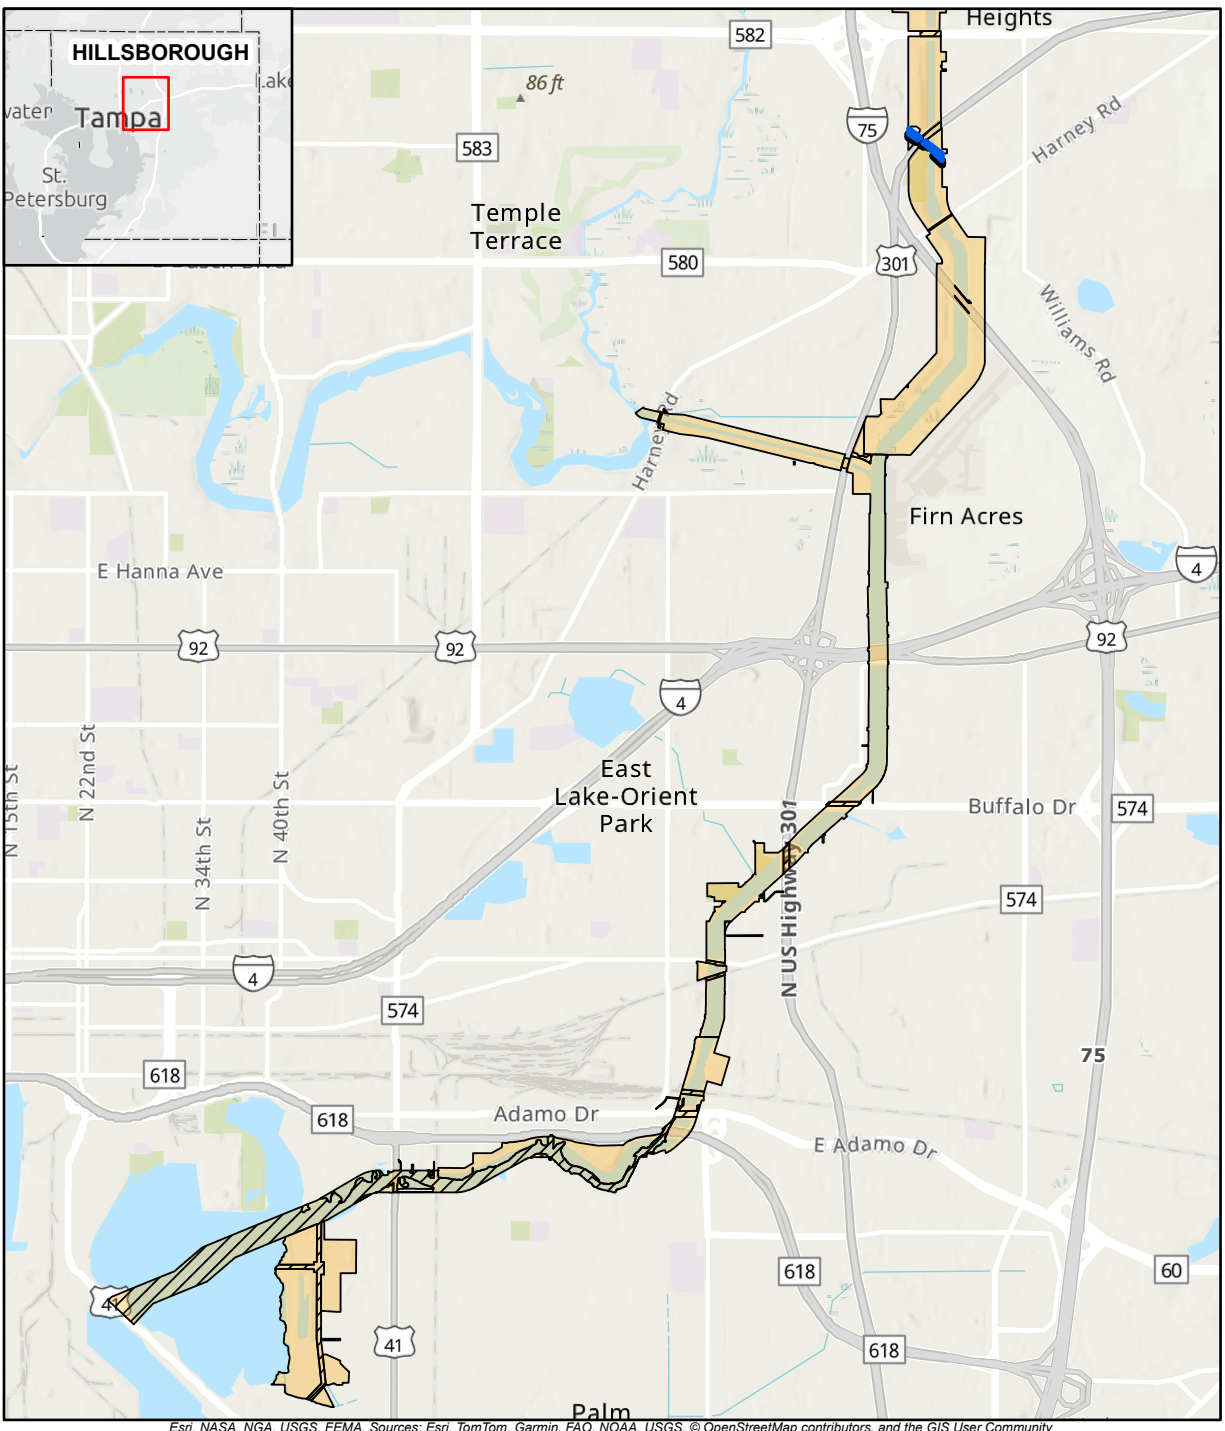 Heights
582
HILLSBOROUGH
Lake
86 ft
vater
Tampa
75
Harney Rd
583
St.
Petersburg
Temple
Terrace
580
301
Williams Rd
Harney Rd
Firn Acres
4
E Hanna Ave
92
92
92
4
N 22nd St
East
Lake-Orient
Park
N 15th St
N 40th St
N 34th St
Buffalo Dr
574
N US Highway 301
574
4
574
75
618
618
Adamo Dr
E Adamo Dr
60
618
41
41
618
Palm
Esri, NASA, NGA, USGS, FEMA, Sources: Esri, TomTom, Garmin, FAO, NOAA, USGS, © OpenStreetMap contributors, and the GIS User Community